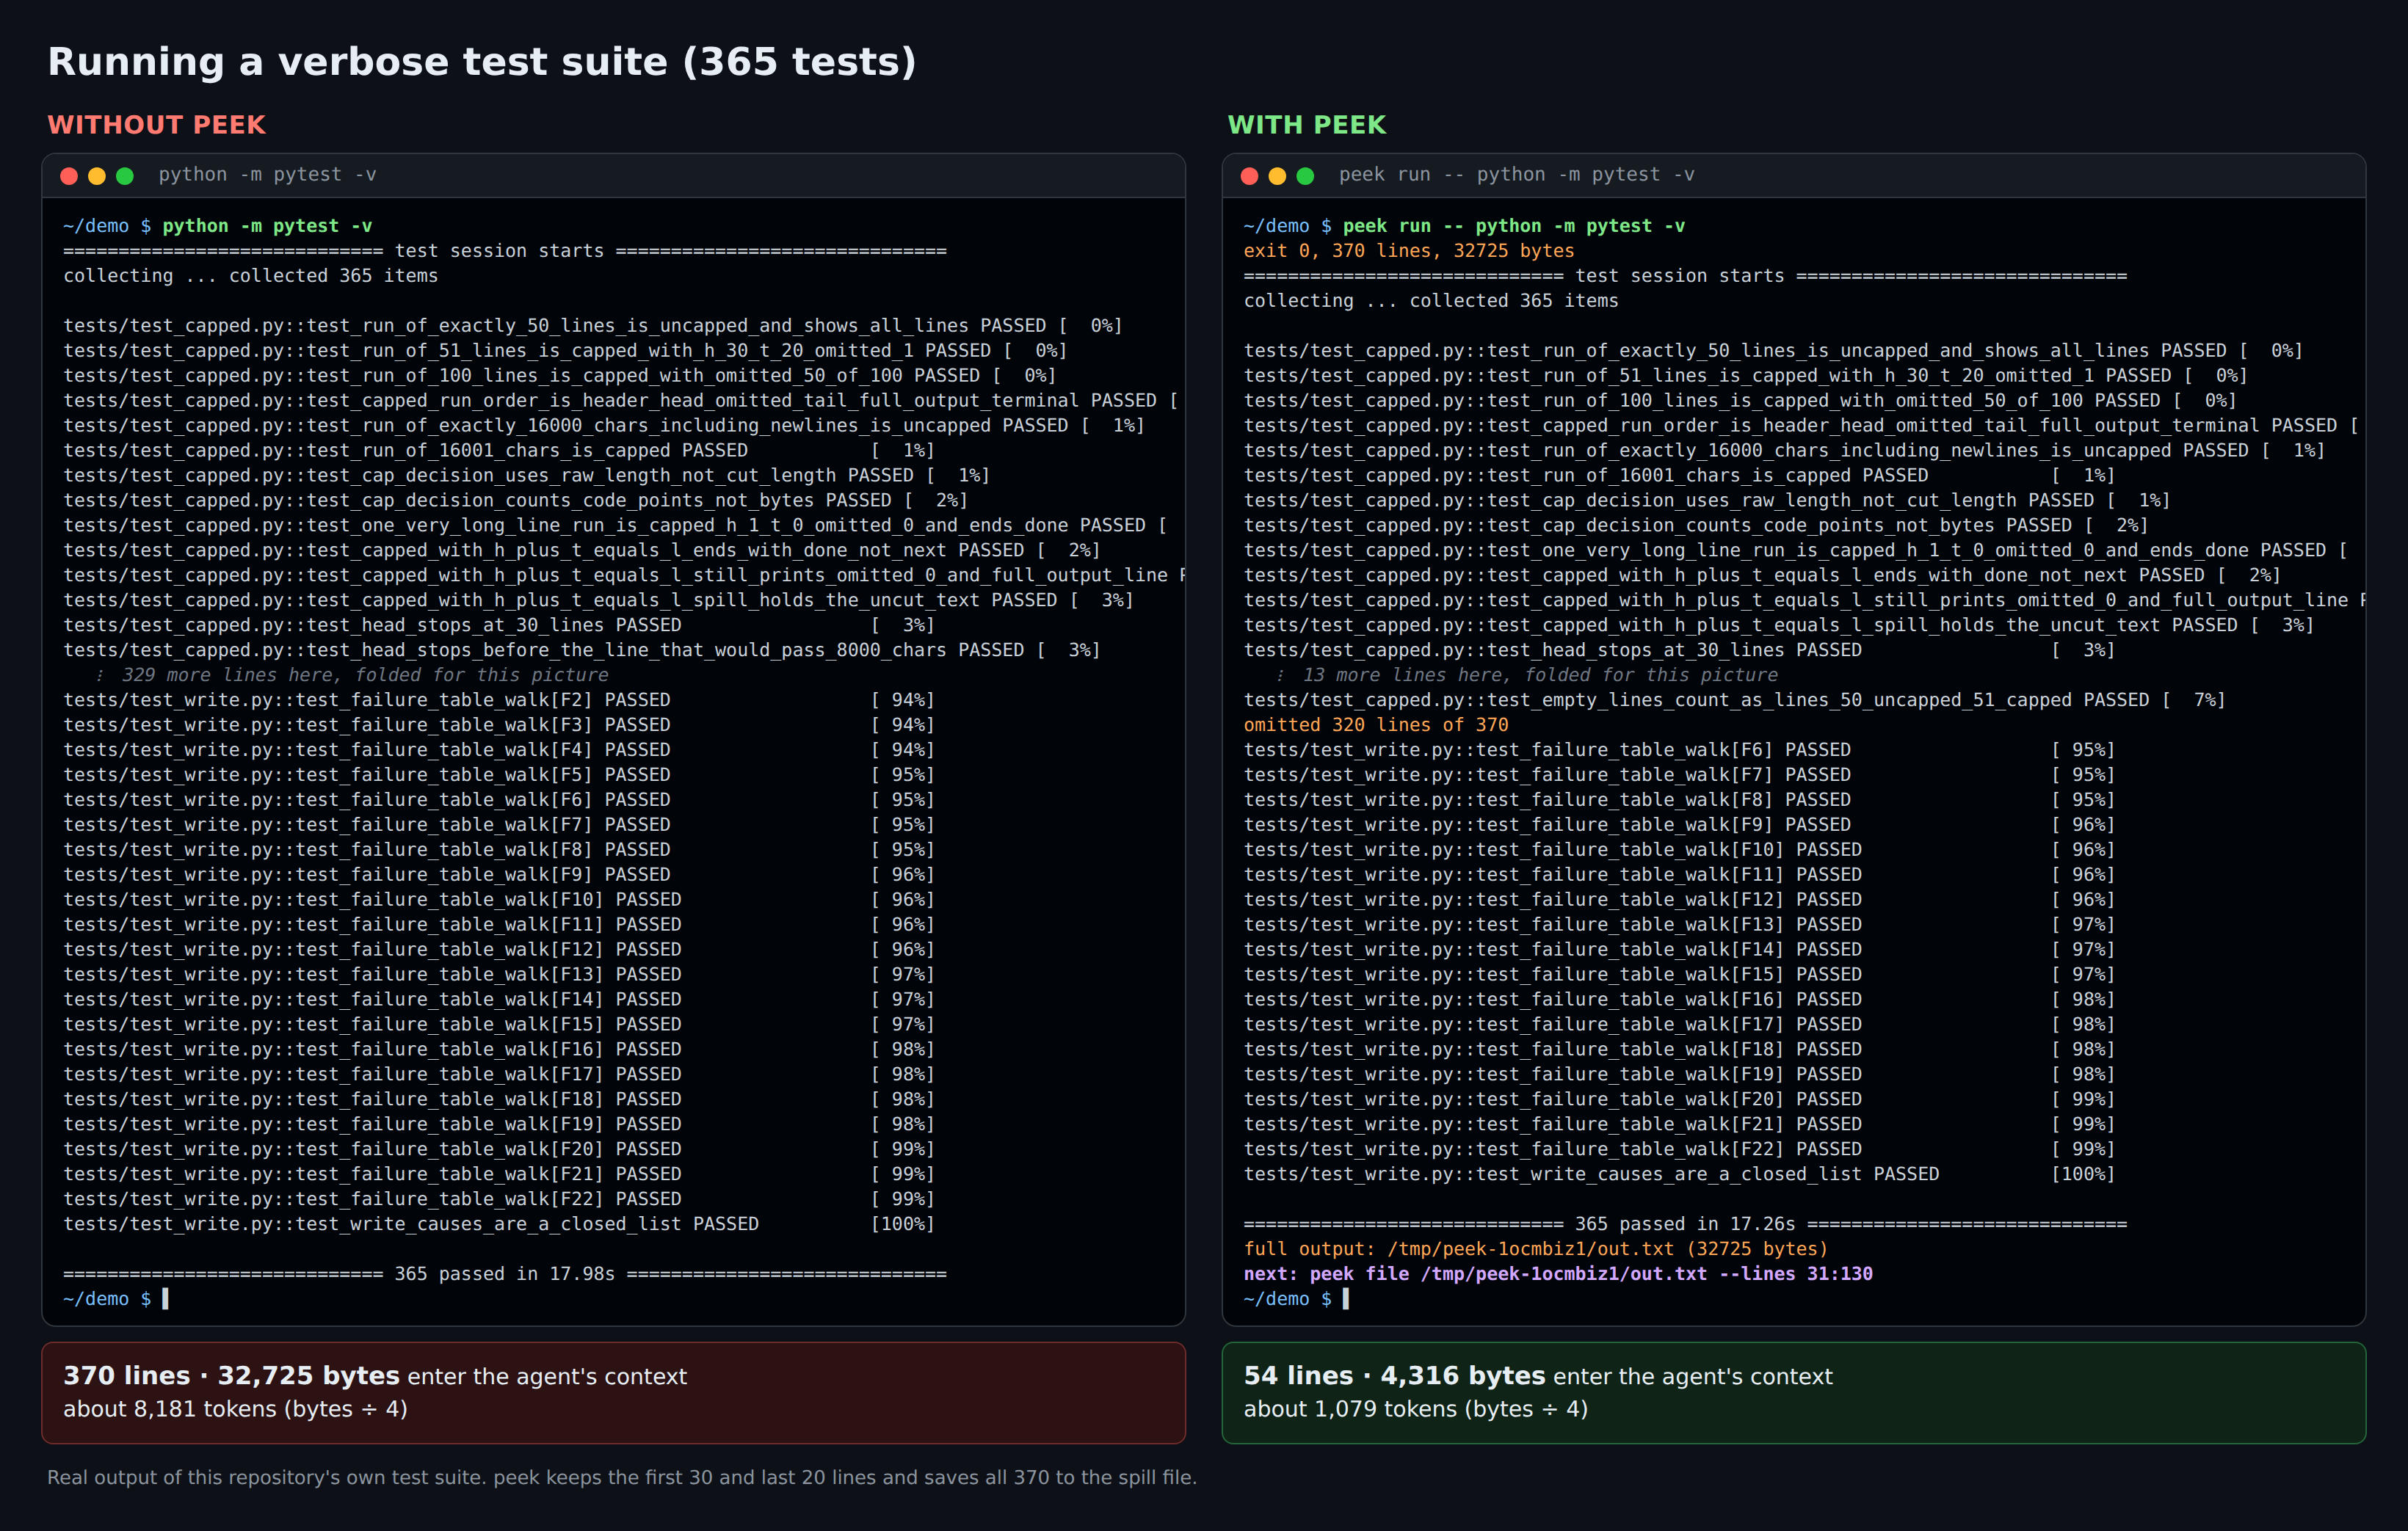 Running a verbose test suite (365 tests)
WITHOUT PEEK
python -m pytest -v
~/demo $ python -m pytest -v
============================= test session starts ==============================
collecting ... collected 365 items
tests/test_capped.py::test_run_of_exactly_50_lines_is_uncapped_and_shows_all_lines PASSED [  0%]
tests/test_capped.py::test_run_of_51_lines_is_capped_with_h_30_t_20_omitted_1 PASSED [  0%]
tests/test_capped.py::test_run_of_100_lines_is_capped_with_omitted_50_of_100 PASSED [  0%]
tests/test_capped.py::test_capped_run_order_is_header_head_omitted_tail_full_output_terminal PASSED [
tests/test_capped.py::test_run_of_exactly_16000_chars_including_newlines_is_uncapped PASSED [  1%]
tests/test_capped.py::test_run_of_16001_chars_is_capped PASSED           [  1%]
tests/test_capped.py::test_cap_decision_uses_raw_length_not_cut_length PASSED [  1%]
tests/test_capped.py::test_cap_decision_counts_code_points_not_bytes PASSED [  2%]
tests/test_capped.py::test_one_very_long_line_run_is_capped_h_1_t_0_omitted_0_and_ends_done PASSED [
tests/test_capped.py::test_capped_with_h_plus_t_equals_l_ends_with_done_not_next PASSED [  2%]
tests/test_capped.py::test_capped_with_h_plus_t_equals_l_still_prints_omitted_0_and_full_output_line
tests/test_capped.py::test_capped_with_h_plus_t_equals_l_spill_holds_the_uncut_text PASSED [  3%]
tests/test_capped.py::test_head_stops_at_30_lines PASSED                 [  3%]
tests/test_capped.py::test_head_stops_before_the_line_that_would_pass_8000_chars PASSED [  3%]
⋮ 329 more lines here, folded for this picture
tests/test_write.py::test_failure_table_walk[F2] PASSED                  [ 94%]
tests/test_write.py::test_failure_table_walk[F3] PASSED                  [ 94%]
tests/test_write.py::test_failure_table_walk[F4] PASSED                  [ 94%]
tests/test_write.py::test_failure_table_walk[F5] PASSED                  [ 95%]
tests/test_write.py::test_failure_table_walk[F6] PASSED                  [ 95%]
tests/test_write.py::test_failure_table_walk[F7] PASSED                  [ 95%]
tests/test_write.py::test_failure_table_walk[F8] PASSED                  [ 95%]
tests/test_write.py::test_failure_table_walk[F9] PASSED                  [ 96%]
tests/test_write.py::test_failure_table_walk[F10] PASSED                 [ 96%]
tests/test_write.py::test_failure_table_walk[F11] PASSED                 [ 96%]
tests/test_write.py::test_failure_table_walk[F12] PASSED                 [ 96%]
tests/test_write.py::test_failure_table_walk[F13] PASSED                 [ 97%]
tests/test_write.py::test_failure_table_walk[F14] PASSED                 [ 97%]
tests/test_write.py::test_failure_table_walk[F15] PASSED                 [ 97%]
tests/test_write.py::test_failure_table_walk[F16] PASSED                 [ 98%]
tests/test_write.py::test_failure_table_walk[F17] PASSED                 [ 98%]
tests/test_write.py::test_failure_table_walk[F18] PASSED                 [ 98%]
tests/test_write.py::test_failure_table_walk[F19] PASSED                 [ 98%]
tests/test_write.py::test_failure_table_walk[F20] PASSED                 [ 99%]
tests/test_write.py::test_failure_table_walk[F21] PASSED                 [ 99%]
tests/test_write.py::test_failure_table_walk[F22] PASSED                 [ 99%]
tests/test_write.py::test_write_causes_are_a_closed_list PASSED          [100%]
============================= 365 passed in 17.98s =============================
~/demo $
370 lines · 32,725 bytes enter the agent's context
about 8,181 tokens (bytes ÷ 4)
WITH PEEK
peek run -- python -m pytest -v
~/demo $ peek run -- python -m pytest -v
exit 0, 370 lines, 32725 bytes
============================= test session starts ==============================
collecting ... collected 365 items
tests/test_capped.py::test_run_of_exactly_50_lines_is_uncapped_and_shows_all_lines PASSED [  0%]
tests/test_capped.py::test_run_of_51_lines_is_capped_with_h_30_t_20_omitted_1 PASSED [  0%]
tests/test_capped.py::test_run_of_100_lines_is_capped_with_omitted_50_of_100 PASSED [  0%]
tests/test_capped.py::test_capped_run_order_is_header_head_omitted_tail_full_output_terminal PASSED [
tests/test_capped.py::test_run_of_exactly_16000_chars_including_newlines_is_uncapped PASSED [  1%]
tests/test_capped.py::test_run_of_16001_chars_is_capped PASSED           [  1%]
tests/test_capped.py::test_cap_decision_uses_raw_length_not_cut_length PASSED [  1%]
tests/test_capped.py::test_cap_decision_counts_code_points_not_bytes PASSED [  2%]
tests/test_capped.py::test_one_very_long_line_run_is_capped_h_1_t_0_omitted_0_and_ends_done PASSED [
tests/test_capped.py::test_capped_with_h_plus_t_equals_l_ends_with_done_not_next PASSED [  2%]
tests/test_capped.py::test_capped_with_h_plus_t_equals_l_still_prints_omitted_0_and_full_output_line
tests/test_capped.py::test_capped_with_h_plus_t_equals_l_spill_holds_the_uncut_text PASSED [  3%]
tests/test_capped.py::test_head_stops_at_30_lines PASSED                 [  3%]
⋮ 13 more lines here, folded for this picture
tests/test_capped.py::test_empty_lines_count_as_lines_50_uncapped_51_capped PASSED [  7%]
omitted 320 lines of 370
tests/test_write.py::test_failure_table_walk[F6] PASSED                  [ 95%]
tests/test_write.py::test_failure_table_walk[F7] PASSED                  [ 95%]
tests/test_write.py::test_failure_table_walk[F8] PASSED                  [ 95%]
tests/test_write.py::test_failure_table_walk[F9] PASSED                  [ 96%]
tests/test_write.py::test_failure_table_walk[F10] PASSED                 [ 96%]
tests/test_write.py::test_failure_table_walk[F11] PASSED                 [ 96%]
tests/test_write.py::test_failure_table_walk[F12] PASSED                 [ 96%]
tests/test_write.py::test_failure_table_walk[F13] PASSED                 [ 97%]
tests/test_write.py::test_failure_table_walk[F14] PASSED                 [ 97%]
tests/test_write.py::test_failure_table_walk[F15] PASSED                 [ 97%]
tests/test_write.py::test_failure_table_walk[F16] PASSED                 [ 98%]
tests/test_write.py::test_failure_table_walk[F17] PASSED                 [ 98%]
tests/test_write.py::test_failure_table_walk[F18] PASSED                 [ 98%]
tests/test_write.py::test_failure_table_walk[F19] PASSED                 [ 98%]
tests/test_write.py::test_failure_table_walk[F20] PASSED                 [ 99%]
tests/test_write.py::test_failure_table_walk[F21] PASSED                 [ 99%]
tests/test_write.py::test_failure_table_walk[F22] PASSED                 [ 99%]
tests/test_write.py::test_write_causes_are_a_closed_list PASSED          [100%]
============================= 365 passed in 17.26s =============================
full output: /tmp/peek-1ocmbiz1/out.txt (32725 bytes)
next: peek file /tmp/peek-1ocmbiz1/out.txt --lines 31:130
~/demo $
54 lines · 4,316 bytes enter the agent's context
about 1,079 tokens (bytes ÷ 4)
Real output of this repository's own test suite. peek keeps the first 30 and last 20 lines and saves all 370 to the spill file.